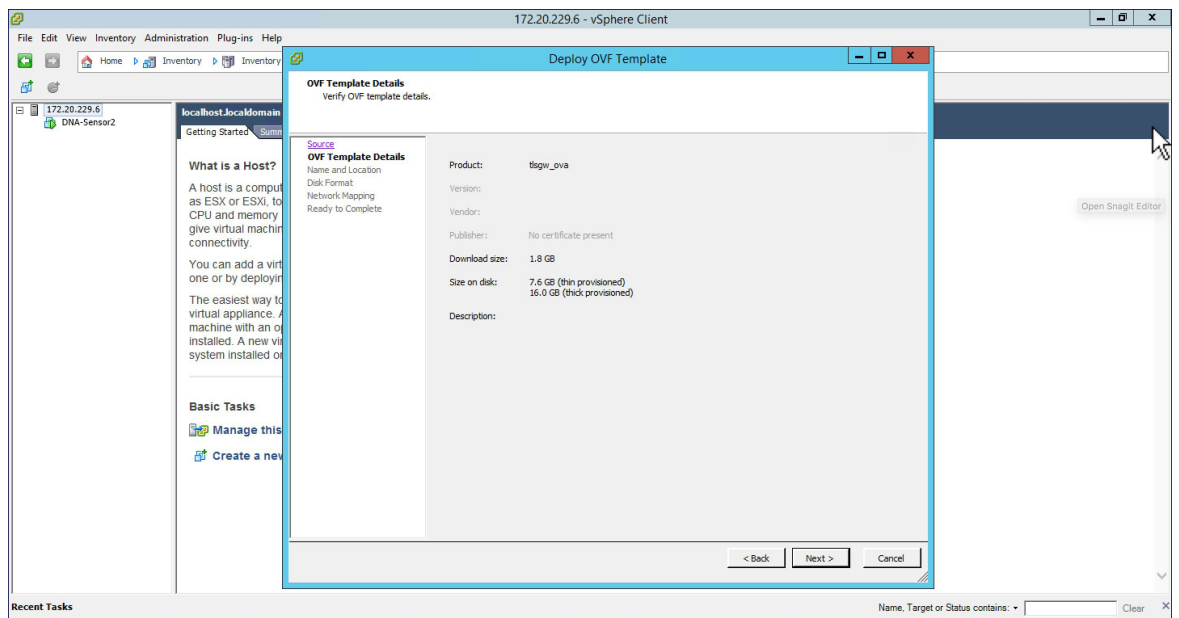 172.20.229.6 - vSphere Client
File Edit View Inventory Administration Plug-ins Help
Home Inventory Inventory
172.20.229.6
DNA-Sensor2
localhost.localdomain
Getting Started Summ
What is a Host?
A host is a comput
as ESX or ESXi, to
CPU and memory
give virtual machin
connectivity.
You can add a virt
one or by deployin
The easiest way to
virtual appliance. A
machine with an op
installed. A new vir
system installed on
Basic Tasks
Manage this
Create a new
Deploy OVF Template
OVF Template Details
Verify OVF template details.
Source
OVF Template Details
Name and Location
Disk Format
Network Mapping
Ready to Complete
Product: tlsgw_ova
Version:
Vendor:
Publisher: No certificate present
Download size: 1.8 GB
Size on disk: 7.6 GB (thin provisioned)
16.0 GB (thick provisioned)
Description:
< Back Next > Cancel
Open Snagit Editor
Recent Tasks
Name, Target or Status contains: Clear